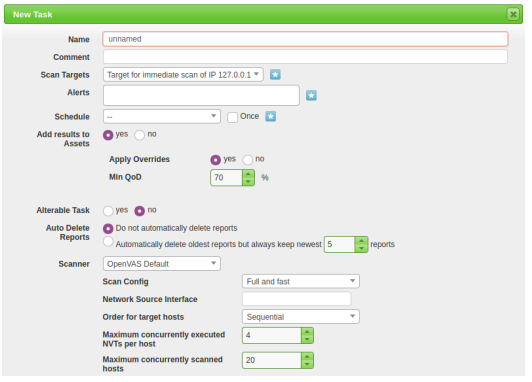 New Task
Name unnamed
Comment
Scan Targets Target for immediate scan of IP 127.0.0.1
Alerts
Schedule -- Once
Add results to Assets yes no
Apply Overrides yes no
Min QoD 70 %
Alterable Task yes no
Auto Delete Reports Do not automatically delete reports
Automatically delete oldest reports but always keep newest 5 reports
Scanner OpenVAS Default
Scan Config Full and fast
Network Source Interface
Order for target hosts Sequential
Maximum concurrently executed NVTs per host 4
Maximum concurrently scanned hosts 20